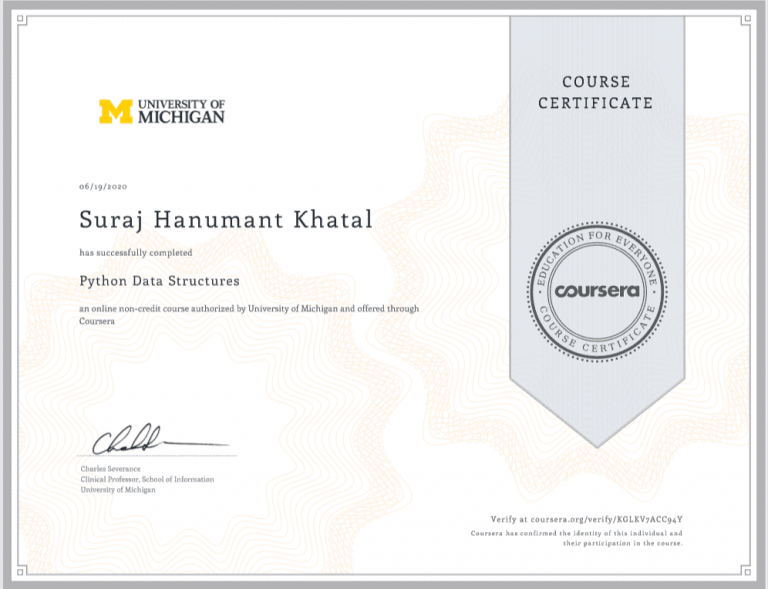 COURSE
CERTIFICATE
UNIVERSITY OF
MICHIGAN
06/19/2020
Suraj Hanumant Khatal
has successfully completed
Python Data Structures
an online non-credit course authorized by University of Michigan and offered through
Coursera
EDUCATION FOR EVERYONE
coursera
COURSE CERTIFICATE
Charles Severance
Clinical Professor, School of Information
University of Michigan
Verify at coursera.org/verify/KGLKV7ACC94Y
Coursera has confirmed the identity of this individual and
their participation in the course.